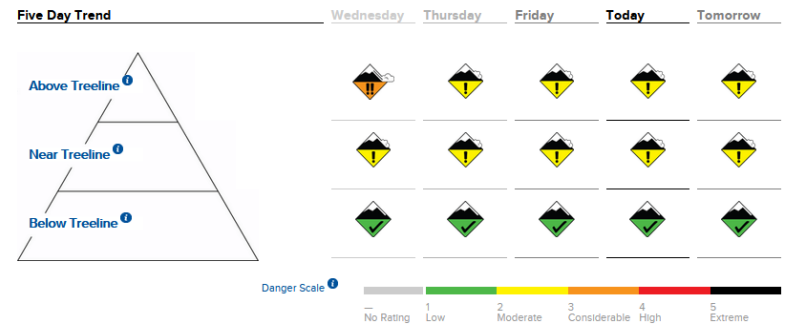 Five Day Trend Wednesday Thursday Friday Today Tomorrow
Above Treeline i
!! ! ! ! !
Near Treeline i
! ! ! ! !
Below Treeline i
Danger Scale i
— 1 2 3 4 5
No Rating Low Moderate Considerable High Extreme